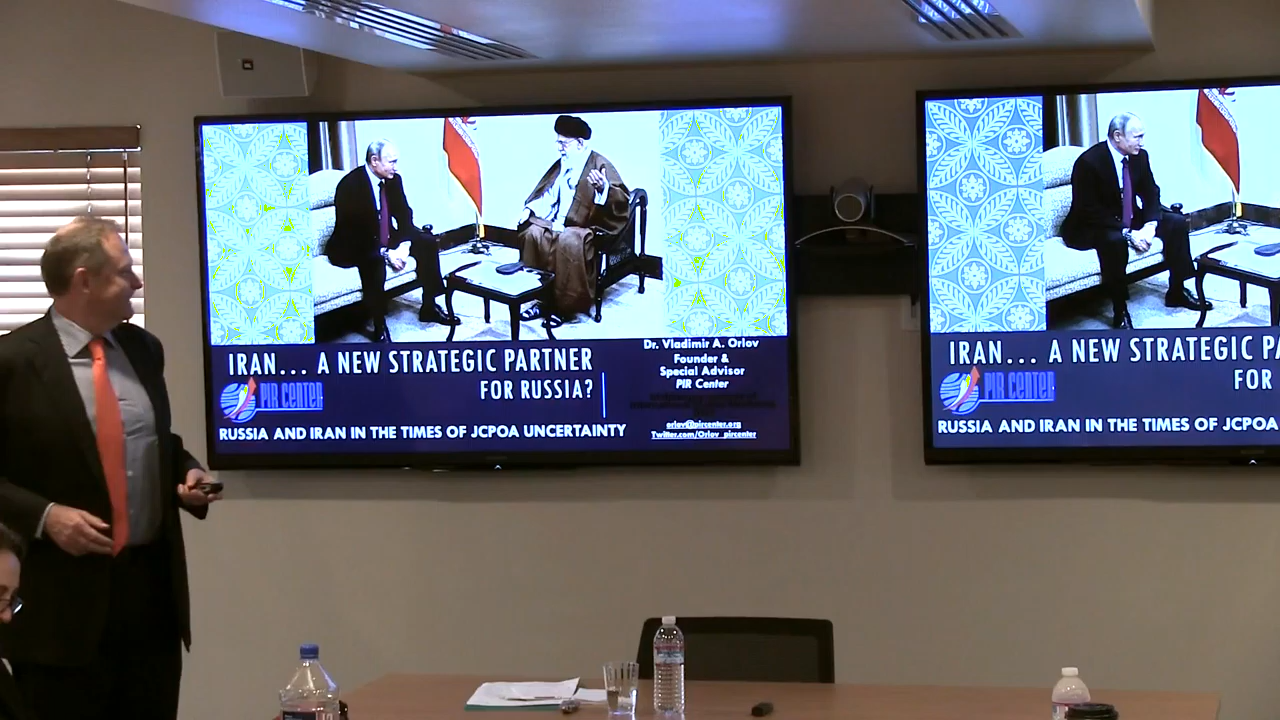 IRAN... A NEW STRATEGIC PARTNER
FOR RUSSIA?
PIR CENTER
RUSSIA AND IRAN IN THE TIMES OF JCPOA UNCERTAINTY
Dr. Vladimir A. Orlov
Founder &
Special Advisor
PIR Center
orlov@pircenter.org
Twitter.com/Orlov_pircenter
IRAN... A NEW STRATEGIC PA
FOR
PIR CENTER
RUSSIA AND IRAN IN THE TIMES OF JCPOA